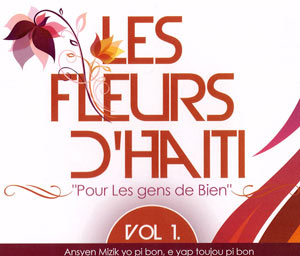 LES
FLEURS
D'HAITI
"Pour Les gens de Bien"
VOL 1.
Ansyen Mizik yo pi bon, e yap toujou pi bon